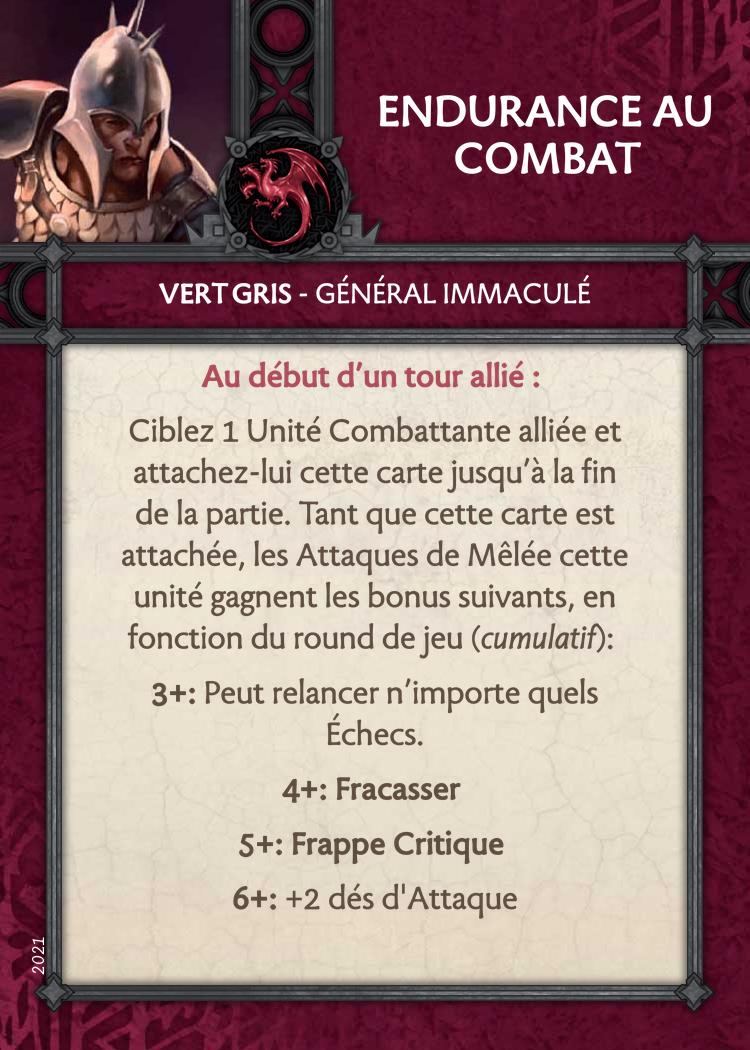 ENDURANCE AU
COMBAT
VERT GRIS - GÉNÉRAL IMMACULÉ
Au début d’un tour allié :
Ciblez 1 Unité Combattante alliée et
attachez-lui cette carte jusqu’à la fin
de la partie. Tant que cette carte est
attachée, les Attaques de Mêlée cette
unité gagnent les bonus suivants, en
fonction du round de jeu (cumulatif):
3+: Peut relancer n’importe quels
Échecs.
4+: Fracasser
5+: Frappe Critique
6+: +2 dés d'Attaque
2021